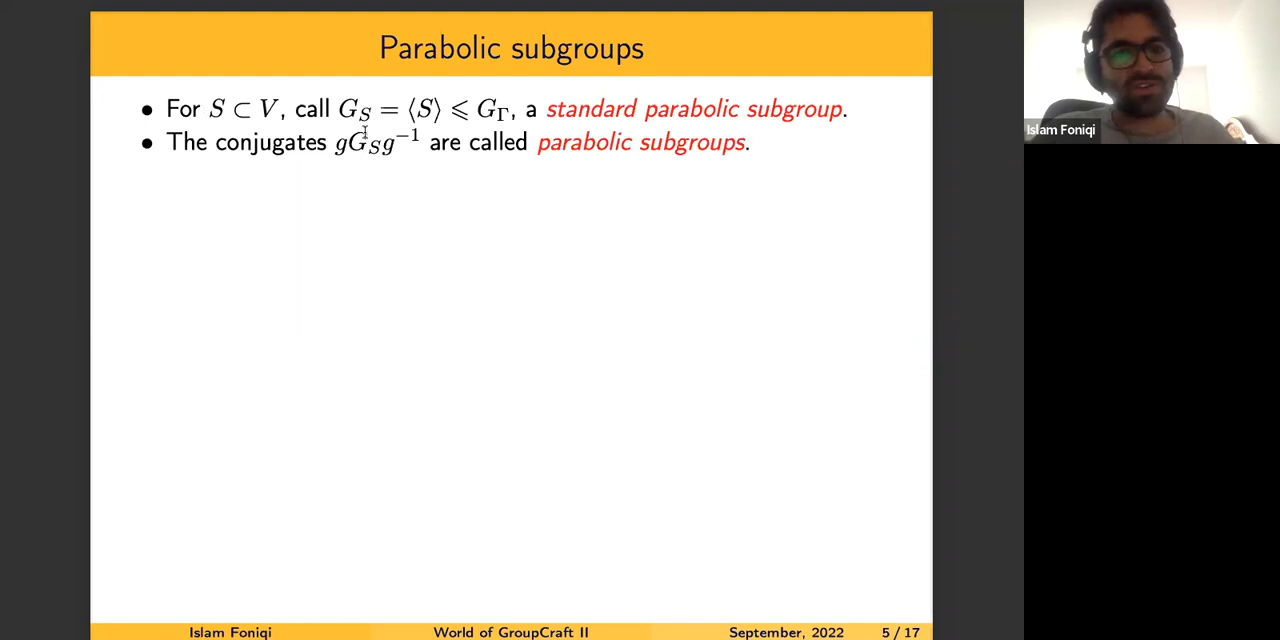 Parabolic subgroups
• For S ⊂ V, call G_S = ⟨S⟩ ⩽ G_Γ, a standard parabolic subgroup.
• The conjugates gG_Sg⁻¹ are called parabolic subgroups.
Islam Foniqi
Islam Foniqi World of GroupCraft II September, 2022 5 / 17